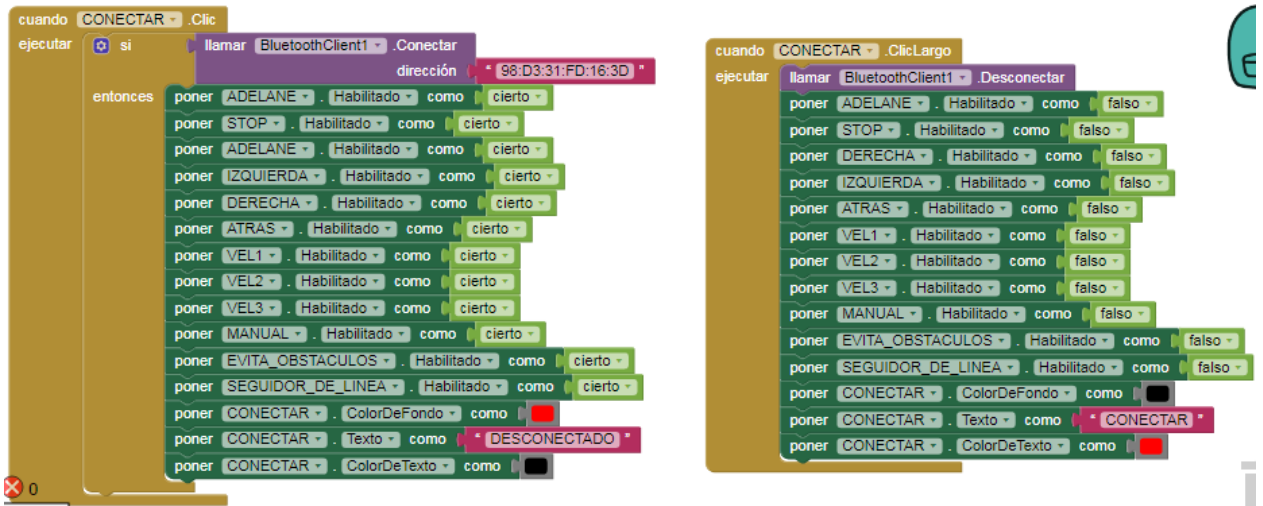 cuando CONECTAR .Clic
ejecutar si llamar BluetoothClient1 .Conectar
dirección " 98:D3:31:FD:16:3D "
entonces poner ADELANE . Habilitado como cierto
poner STOP . Habilitado como cierto
poner ADELANE . Habilitado como cierto
poner IZQUIERDA . Habilitado como cierto
poner DERECHA . Habilitado como cierto
poner ATRAS . Habilitado como cierto
poner VEL1 . Habilitado como cierto
poner VEL2 . Habilitado como cierto
poner VEL3 . Habilitado como cierto
poner MANUAL . Habilitado como cierto
poner EVITA_OBSTACULOS . Habilitado como cierto
poner SEGUIDOR_DE_LINEA . Habilitado como cierto
poner CONECTAR . ColorDeFondo como
poner CONECTAR . Texto como " DESCONECTADO "
poner CONECTAR . ColorDeTexto como
0
cuando CONECTAR .ClicLargo
ejecutar llamar BluetoothClient1 .Desconectar
poner ADELANE . Habilitado como falso
poner STOP . Habilitado como falso
poner DERECHA . Habilitado como falso
poner IZQUIERDA . Habilitado como falso
poner ATRAS . Habilitado como falso
poner VEL1 . Habilitado como falso
poner VEL2 . Habilitado como falso
poner VEL3 . Habilitado como falso
poner MANUAL . Habilitado como falso
poner EVITA_OBSTACULOS . Habilitado como falso
poner SEGUIDOR_DE_LINEA . Habilitado como falso
poner CONECTAR . ColorDeFondo como
poner CONECTAR . Texto como " CONECTAR "
poner CONECTAR . ColorDeTexto como